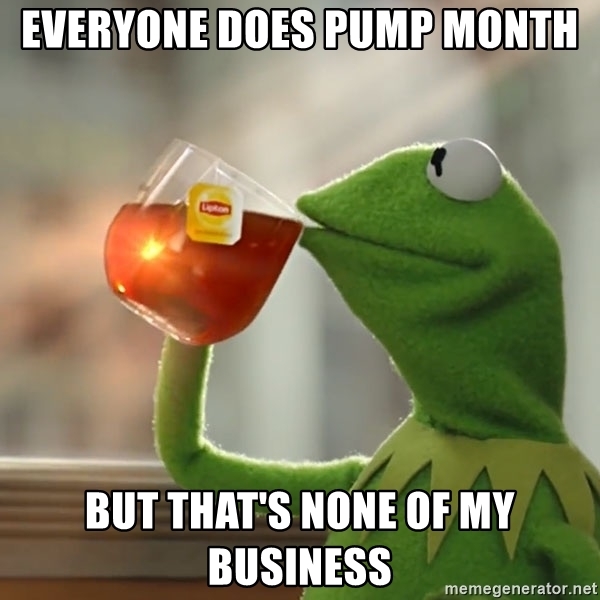 EVERYONE DOES PUMP MONTH
Lipton
BUT THAT'S NONE OF MY
BUSINESS
memegenerator.net